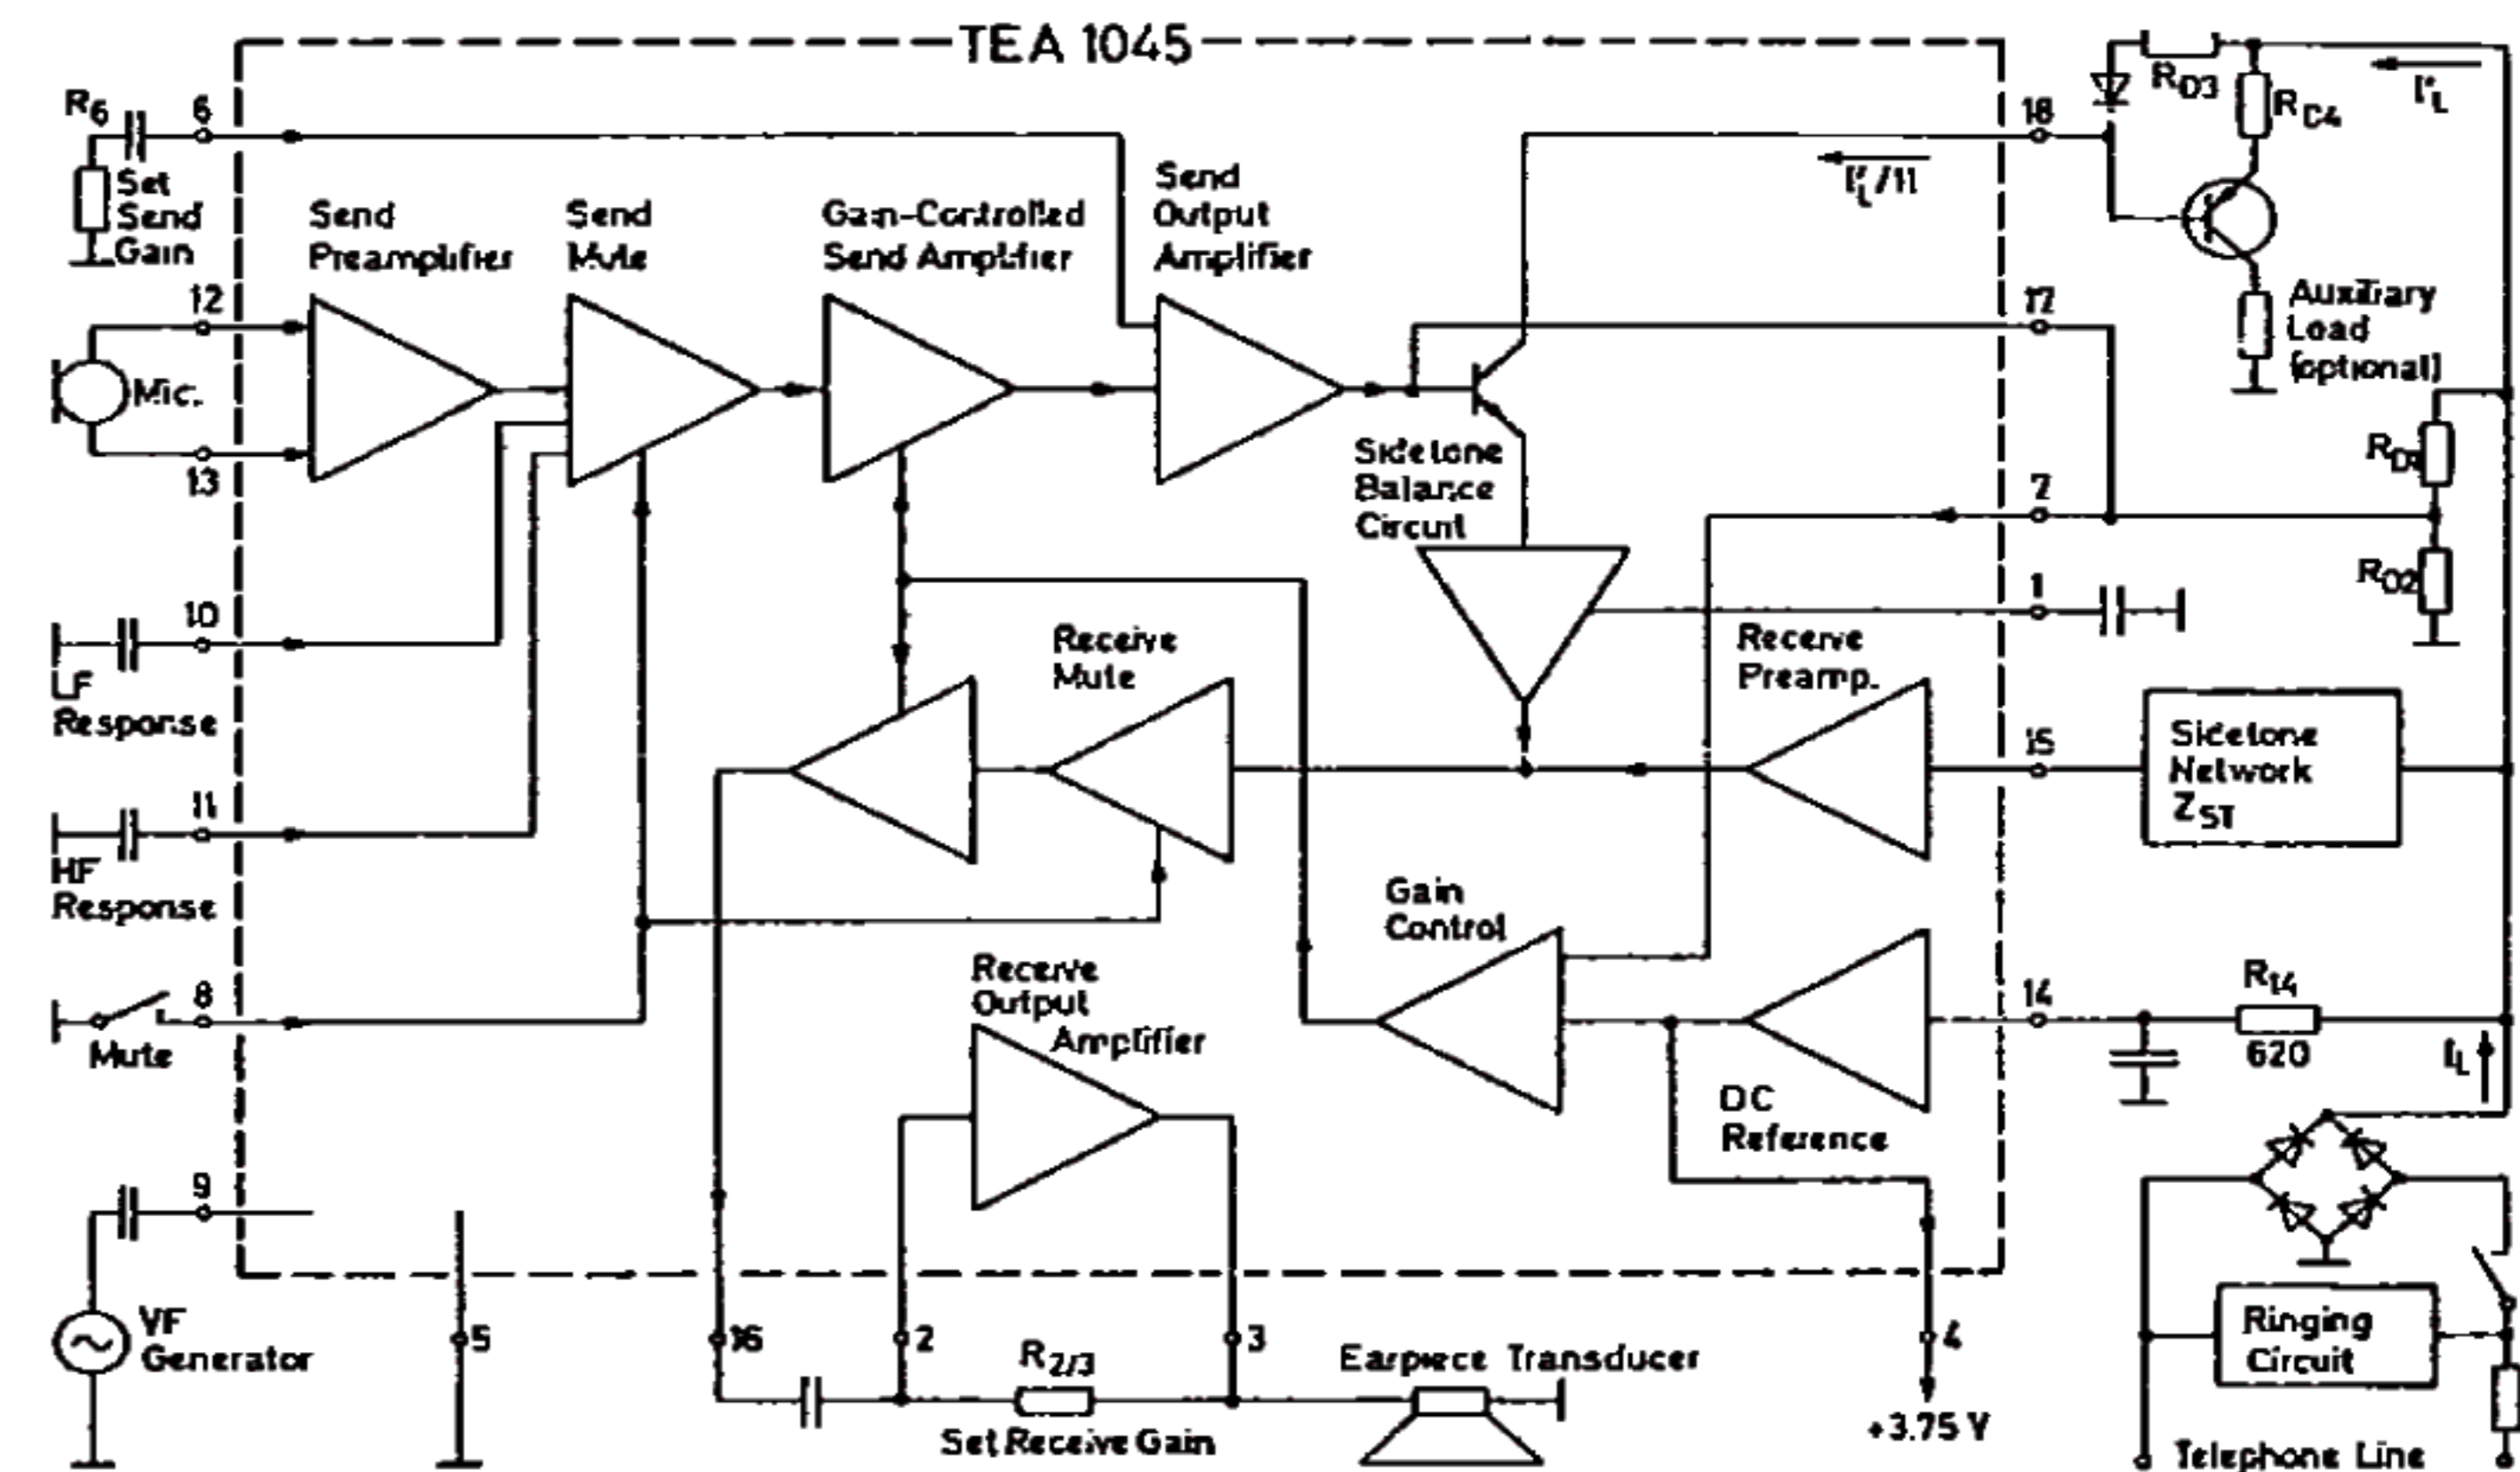 TEA 1045
R6
6
Set
Send
Gain
Send
Preamplifier
Send
Mute
Gain-Controlled
Send Amplifier
Send
Output
Amplifier
18
I'L/11
RD3
RD4
I'L
12
Mic.
13
17
Auxiliary
Load
(optional)
Sidetone
Balance
Circuit
7
RD1
RD2
1
10
LF
Response
Receive
Mute
Receive
Preamp.
15
Sidetone
Network
ZST
11
HF
Response
Gain
Control
8
Mute
Receive
Output
Amplifier
14
R14
620
IL
DC
Reference
9
VF
Generator
5
16
2
R2/3
3
Set Receive Gain
Earpiece Transducer
4
+3.75 V
Ringing
Circuit
Telephone Line